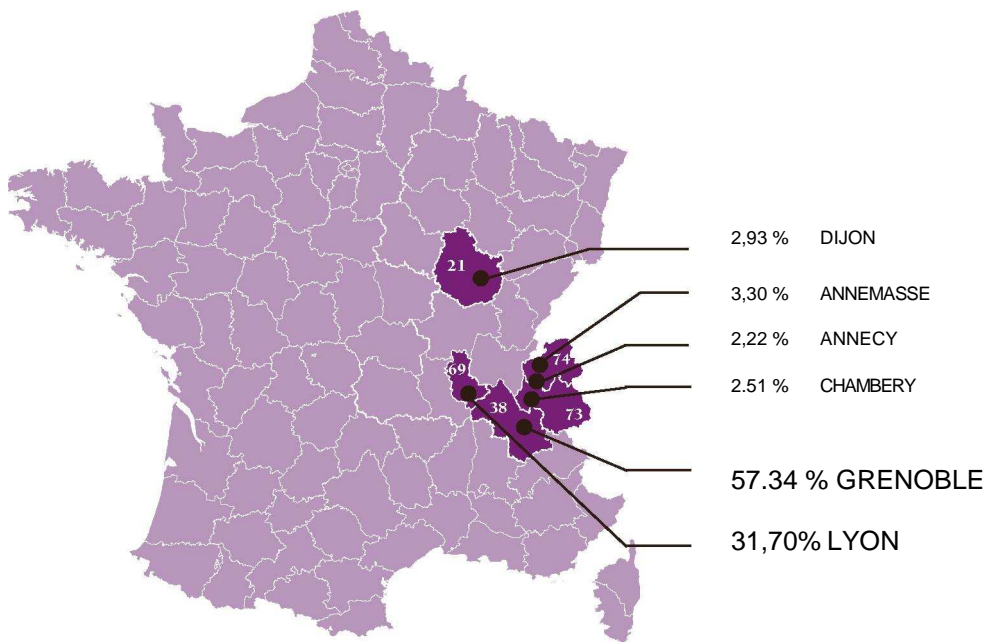 2,93 % DIJON
21
3,30 % ANNEMASSE
2,22 % ANNECY
74
69
2.51 % CHAMBERY
38
73
57.34 % GRENOBLE
31,70% LYON